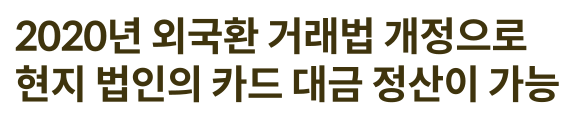 2020년 외국환 거래법 개정으로
현지 법인의 카드 대금 정산이 가능